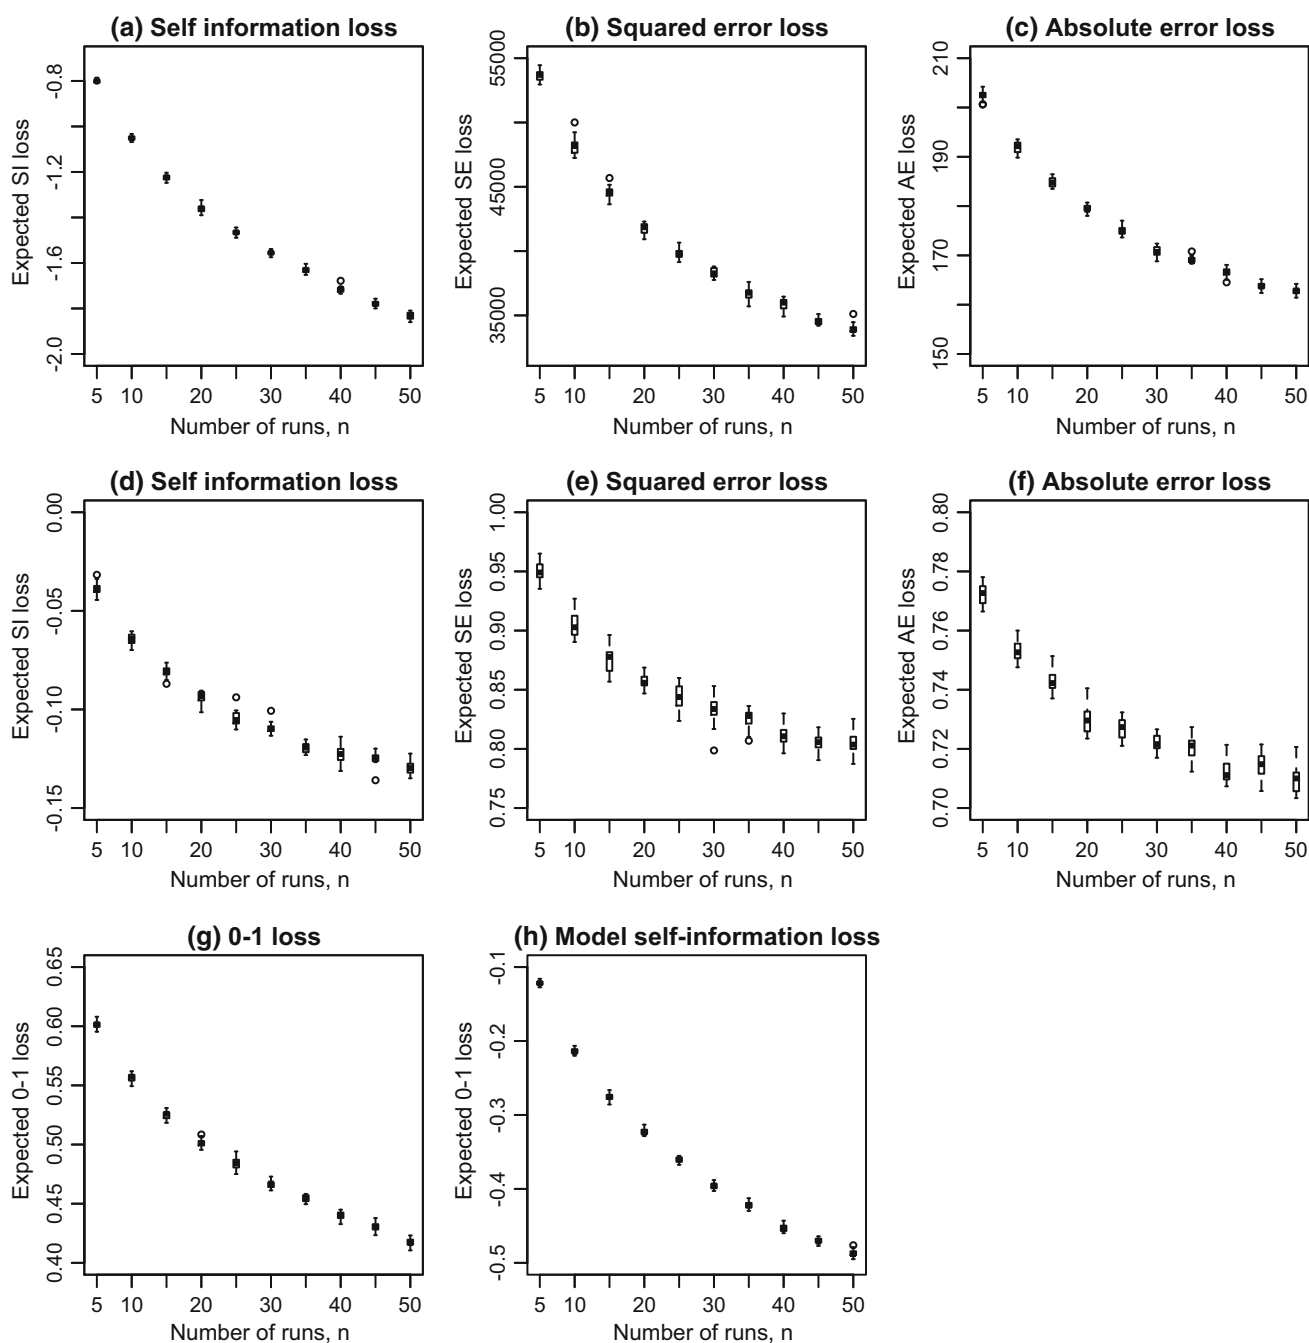 (a) Self information loss
Expected SI loss
-0.8
-1.2
-1.6
-2.0
5 10 20 30 40 50
Number of runs, n
(b) Squared error loss
Expected SE loss
55000
45000
35000
5 10 20 30 40 50
Number of runs, n
(c) Absolute error loss
Expected AE loss
210
190
170
150
5 10 20 30 40 50
Number of runs, n
(d) Self information loss
Expected SI loss
0.00
-0.05
-0.10
-0.15
5 10 20 30 40 50
Number of runs, n
(e) Squared error loss
Expected SE loss
1.00
0.95
0.90
0.85
0.80
0.75
5 10 20 30 40 50
Number of runs, n
(f) Absolute error loss
Expected AE loss
0.80
0.78
0.76
0.74
0.72
0.70
5 10 20 30 40 50
Number of runs, n
(g) 0-1 loss
Expected 0-1 loss
0.65
0.60
0.55
0.50
0.45
0.40
5 10 20 30 40 50
Number of runs, n
(h) Model self-information loss
Expected 0-1 loss
-0.1
-0.2
-0.3
-0.4
-0.5
5 10 20 30 40 50
Number of runs, n